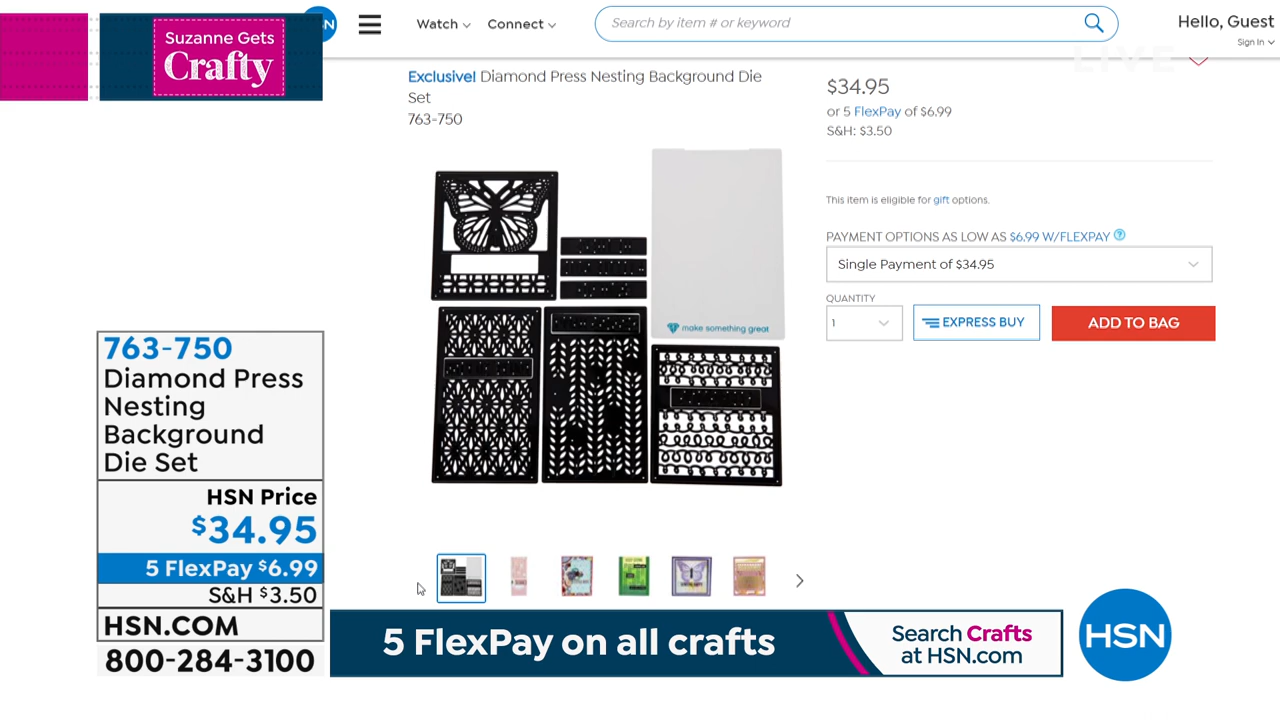 Suzanne Gets
Crafty
Watch
Connect
Search by item # or keyword
Hello, Guest
Sign In
LIVE
Exclusive! Diamond Press Nesting Background Die
Set
763-750
$34.95
or 5 FlexPay of $6.99
S&H: $3.50
This item is eligible for gift options.
PAYMENT OPTIONS AS LOW AS $6.99 W/FLEXPAY ?
Single Payment of $34.95
QUANTITY
1
EXPRESS BUY
ADD TO BAG
make something great
763-750
Diamond Press
Nesting
Background
Die Set
HSN Price
$34.95
5 FlexPay $6.99
S&H $3.50
HSN.COM
800-284-3100
5 FlexPay on all crafts
Search Crafts
at HSN.com
HSN